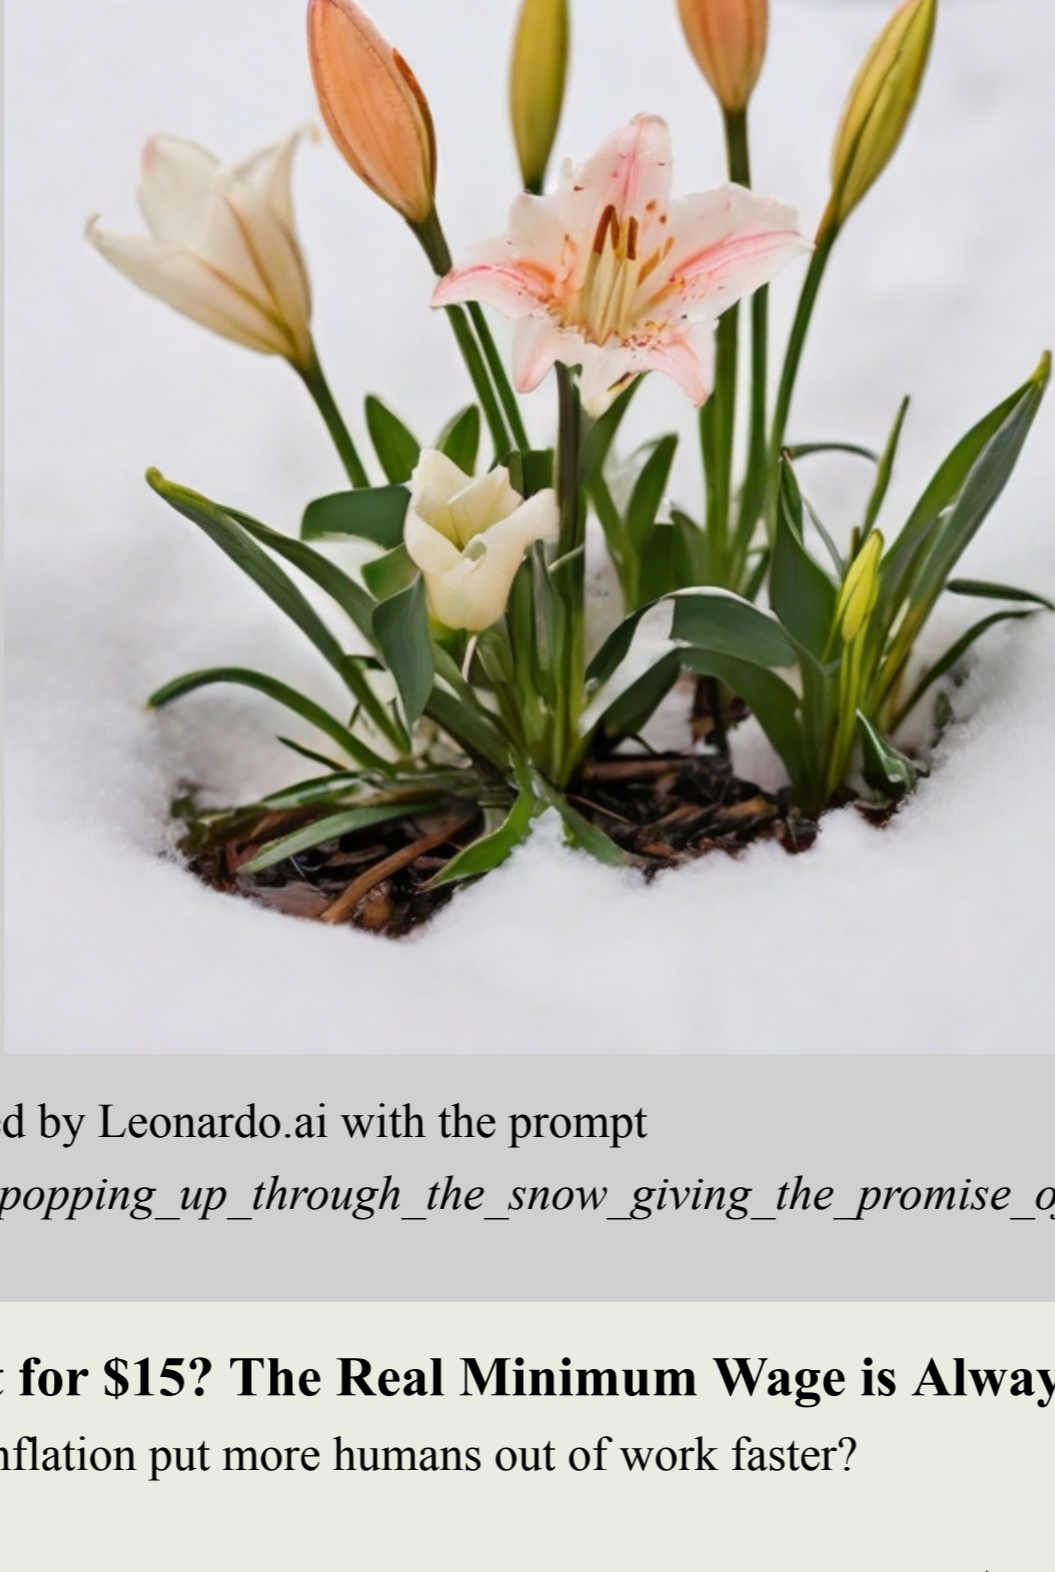 ed by Leonardo.ai with the prompt
popping_up_through_the_snow_giving_the_promise_o
for $15? The Real Minimum Wage is Alway
nflation put more humans out of work faster?